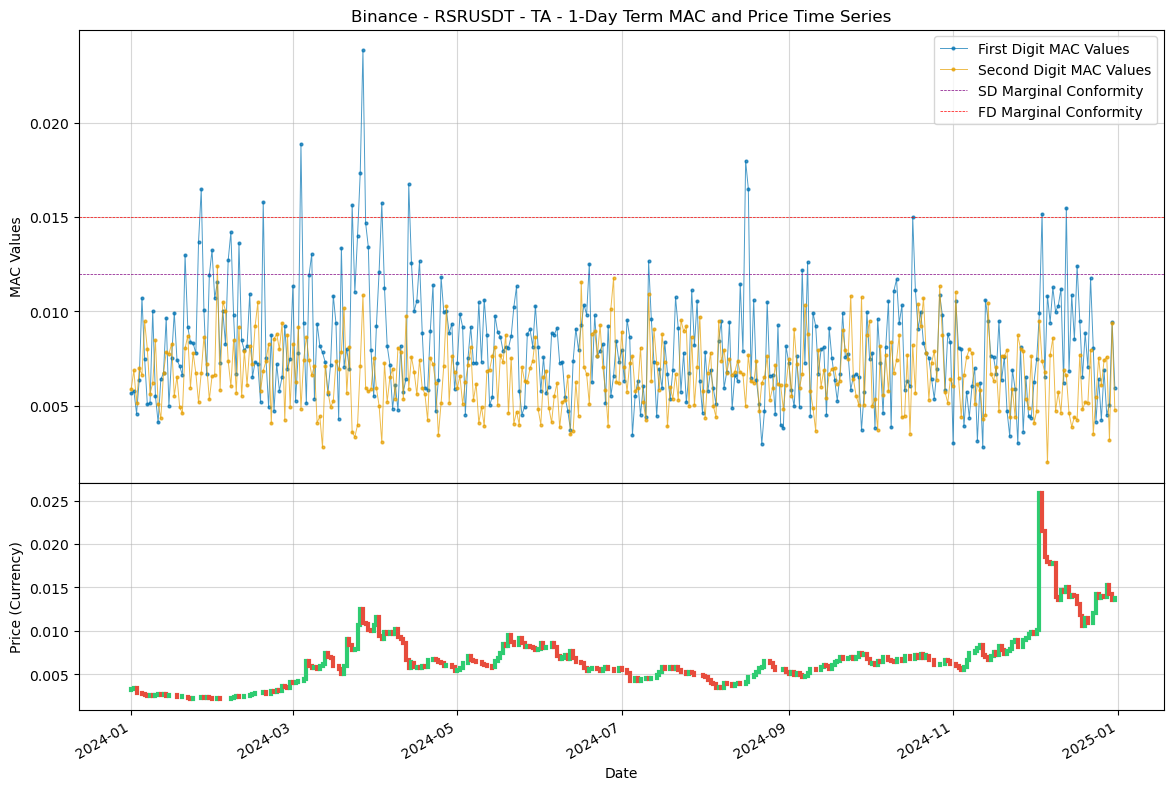 Binance - RSRUSDT - TA - 1-Day Term MAC and Price Time Series
First Digit MAC Values
Second Digit MAC Values
SD Marginal Conformity
FD Marginal Conformity
MAC Values
0.020
0.015
0.010
0.005
Price (Currency)
0.025
0.020
0.015
0.010
0.005
2024-01
2024-03
2024-05
2024-07
2024-09
2024-11
2025-01
Date